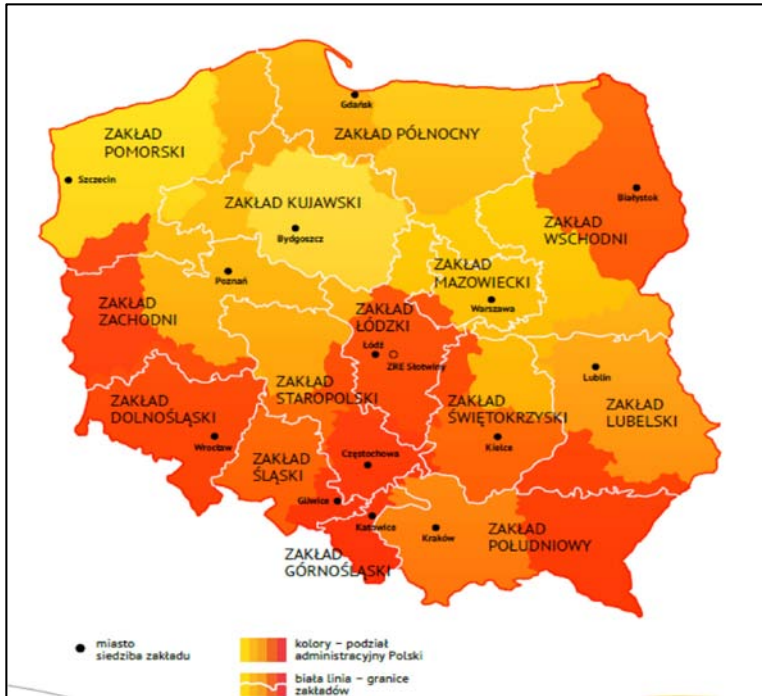 Gdańsk
ZAKŁAD
POMORSKI
ZAKŁAD PÓŁNOCNY
Szczecin
Białystok
ZAKŁAD KUJAWSKI
Bydgoszcz
ZAKŁAD
WSCHODNI
ZAKŁAD
MAZOWIECKI
Poznań
Warszawa
ZAKŁAD
ZACHODNI
ZAKŁAD
ŁÓDZKI
Łódź
ZRE Słotwiny
Lublin
ZAKŁAD
STAROPOLSKI
ZAKŁAD
DOLNOŚLĄSKI
ZAKŁAD
ŚWIĘTOKRZYSKI
ZAKŁAD
LUBELSKI
Wrocław
Kielce
ZAKŁAD
ŚLĄSKI
Częstochowa
Gliwice
Katowice
Kraków
ZAKŁAD
POŁUDNIOWY
ZAKŁAD
GÓRNOŚLĄSKI
miasto
siedziba zakładu
kolory – podział
administracyjny Polski
biała linia – granice
zakładów